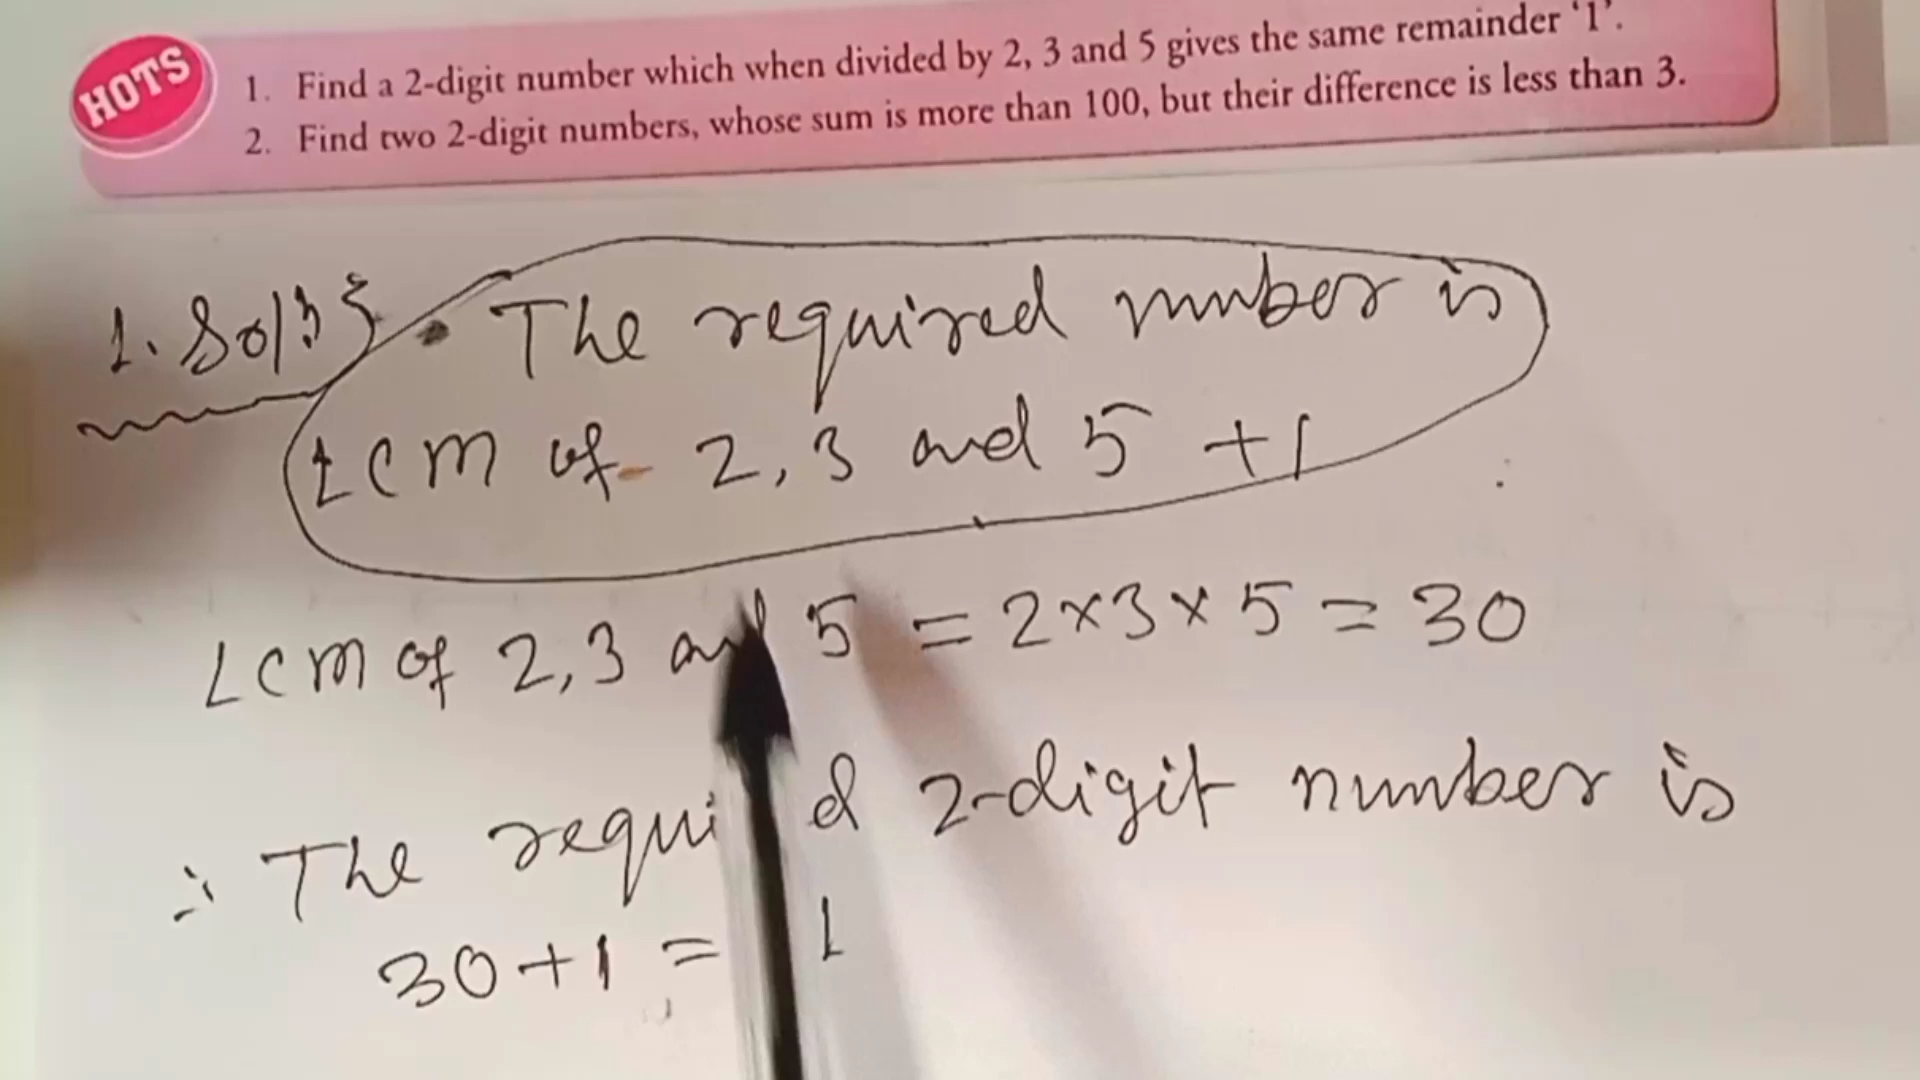 HOTS
1. Find a 2-digit number which when divided by 2, 3 and 5 gives the same remainder '1'.
2. Find two 2-digit numbers, whose sum is more than 100, but their difference is less than 3.
1. Soln
The required number is
LCM of 2, 3 and 5 +1
LCM of 2, 3 and 5 = 2×3×5 = 30
∴ The 2-digit number is
30+1 =